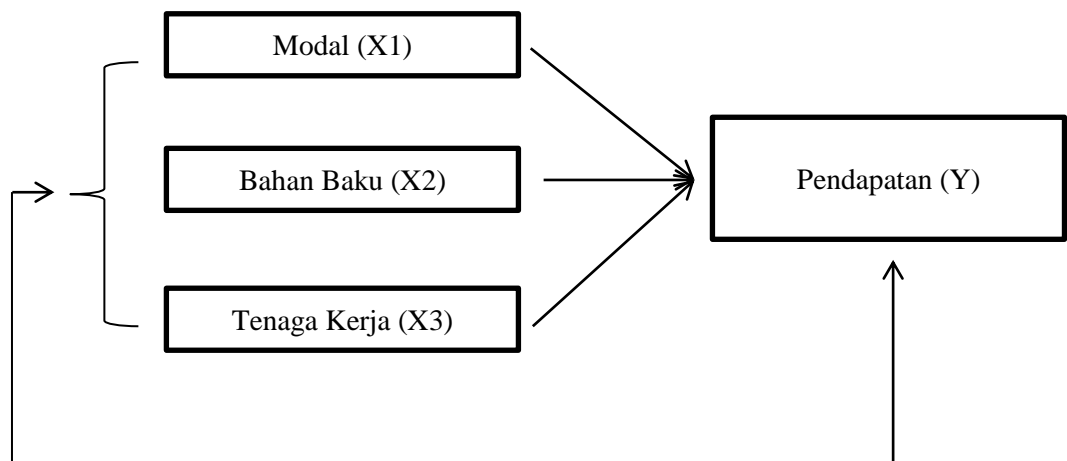 Modal (X1)
Bahan Baku (X2)
Pendapatan (Y)
Tenaga Kerja (X3)